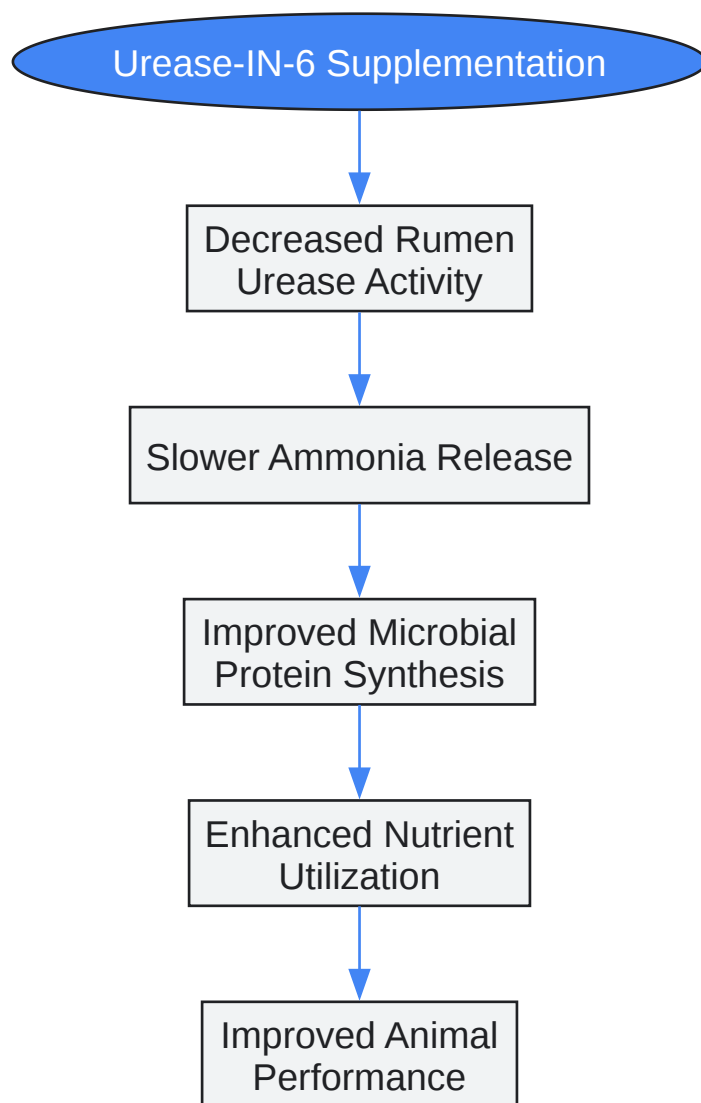 Urease-IN-6 Supplementation
Decreased Rumen
Urease Activity
Slower Ammonia Release
Improved Microbial
Protein Synthesis
Enhanced Nutrient
Utilization
Improved Animal
Performance